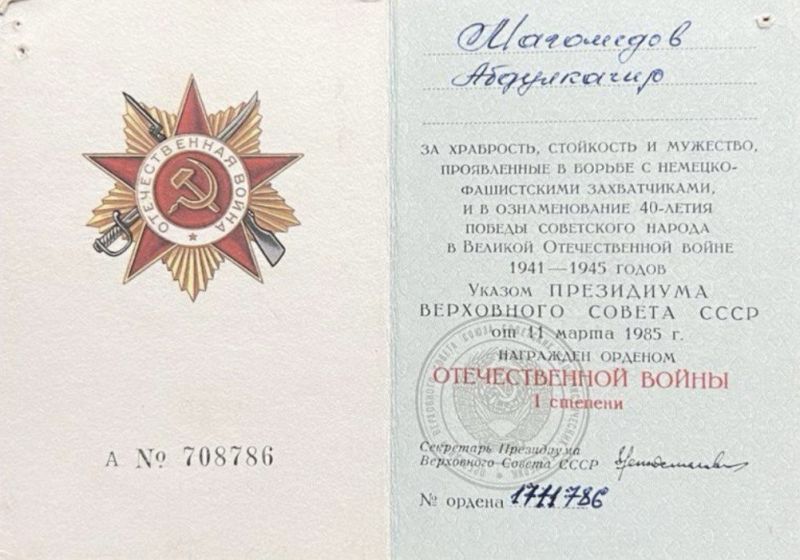 ОТЕЧЕСТВЕННАЯ ВОЙНА
А № 708786
Магомедов
Абдулкагир
ЗА ХРАБРОСТЬ, СТОЙКОСТЬ И МУЖЕСТВО,
ПРОЯВЛЕННЫЕ В БОРЬБЕ С НЕМЕЦКО-
ФАШИСТСКИМИ ЗАХВАТЧИКАМИ,
И В ОЗНАМЕНОВАНИЕ 40-ЛЕТИЯ
ПОБЕДЫ СОВЕТСКОГО НАРОДА
В ВЕЛИКОЙ ОТЕЧЕСТВЕННОЙ ВОЙНЕ
1941—1945 ГОДОВ
УКАЗОМ ПРЕЗИДИУМА
ВЕРХОВНОГО СОВЕТА СССР
от 11 марта 1985 г.
НАГРАЖДЕН ОРДЕНОМ
ОТЕЧЕСТВЕННОЙ ВОЙНЫ
I степени
Секретарь Президиума
Верховного Совета СССР
№ ордена 1711786